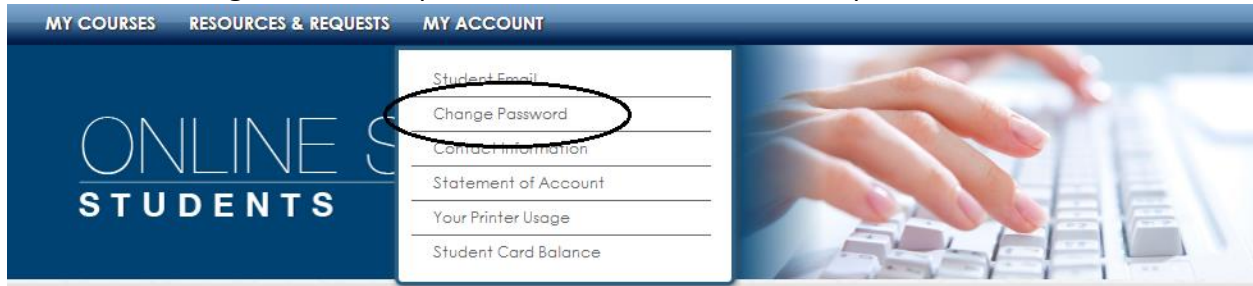 MY COURSES RESOURCES & REQUESTS MY ACCOUNT
Student Email
Change Password
Contact Information
Statement of Account
Your Printer Usage
Student Card Balance
ONLINE S
STUDENTS